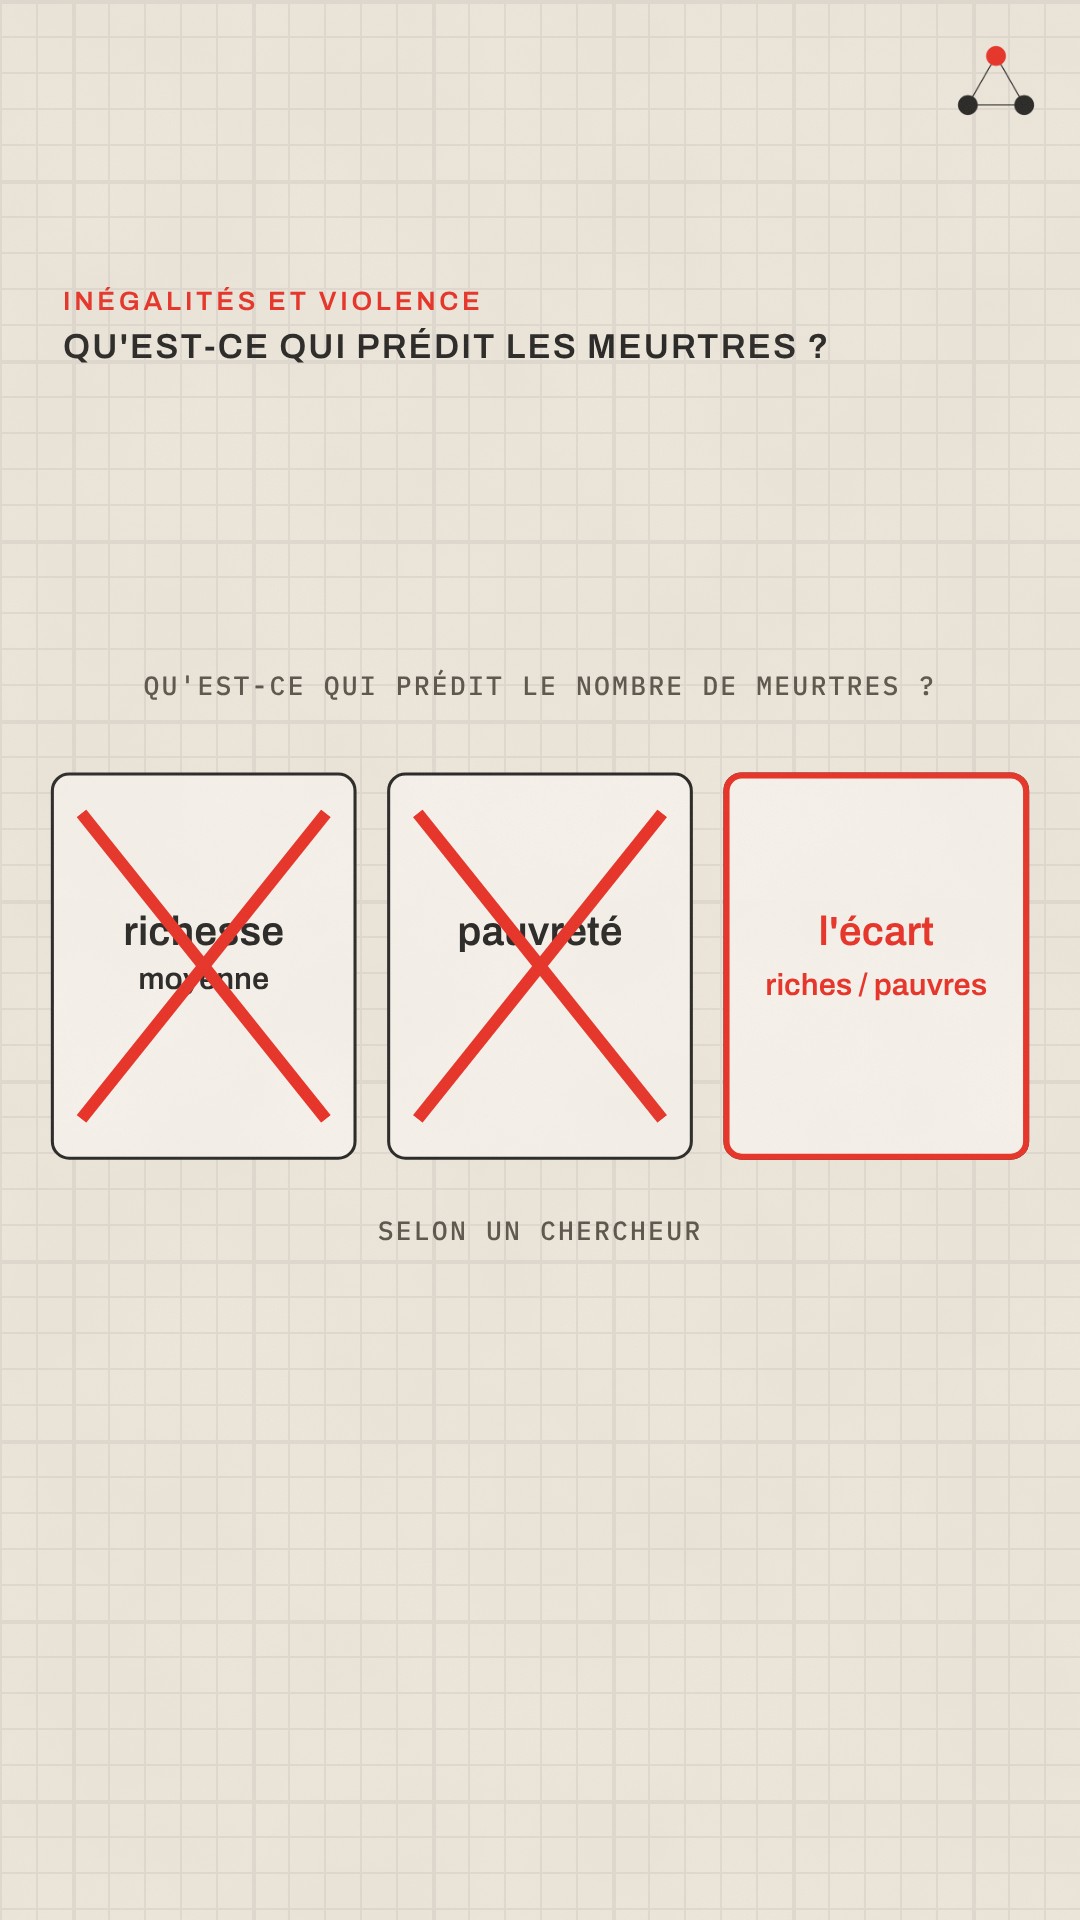 INÉGALITÉS ET VIOLENCE
QU'EST-CE QUI PRÉDIT LES MEURTRES ?
QU'EST-CE QUI PRÉDIT LE NOMBRE DE MEURTRES ?
richesse
moyenne
pauvreté
l'écart
riches / pauvres
SELON UN CHERCHEUR